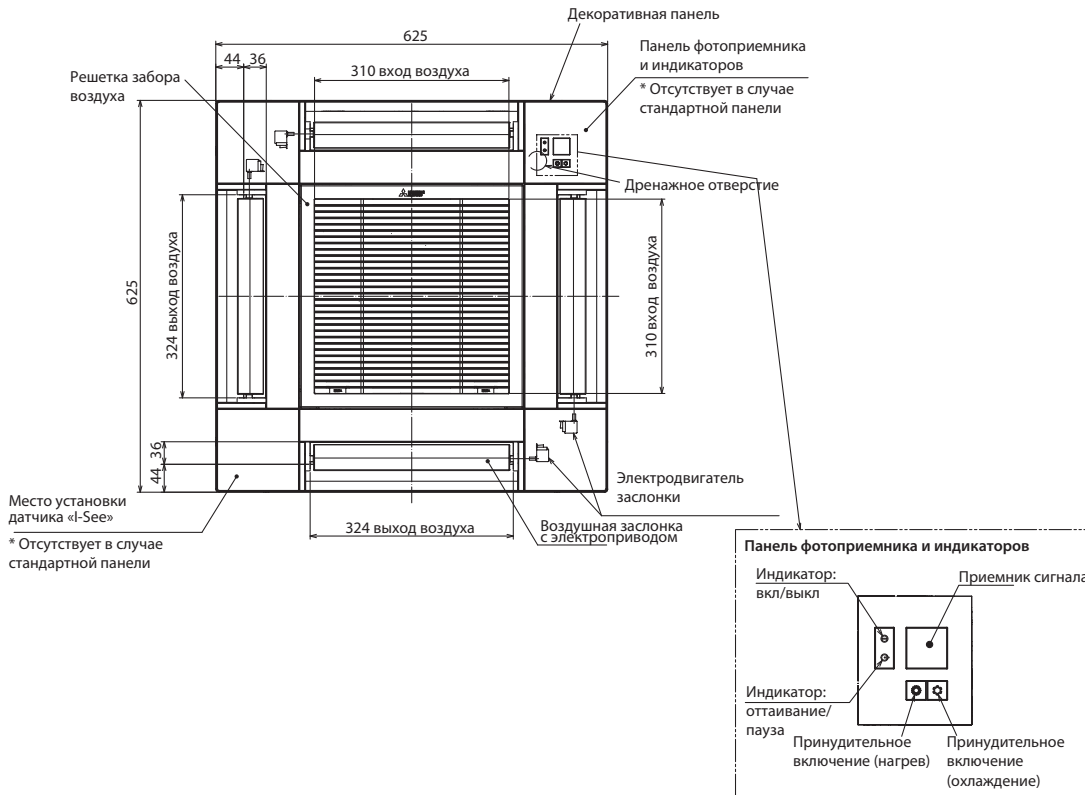 Декоративная панель
625
Панель фотоприемника
и индикаторов
* Отсутствует в случае
стандартной панели
44
36
310 вход воздуха
Решетка забора
воздуха
Дренажное отверстие
625
324 выход воздуха
310 вход воздуха
36
44
Электродвигатель
заслонки
Место установки
датчика «I-See»
* Отсутствует в случае
стандартной панели
324 выход воздуха
Воздушная заслонка
с электроприводом
Панель фотоприемника и индикаторов
Индикатор:
вкл/выкл
Приемник сигнала
Индикатор:
оттаивание/
пауза
Принудительное
включение (нагрев)
Принудительное
включение
(охлаждение)